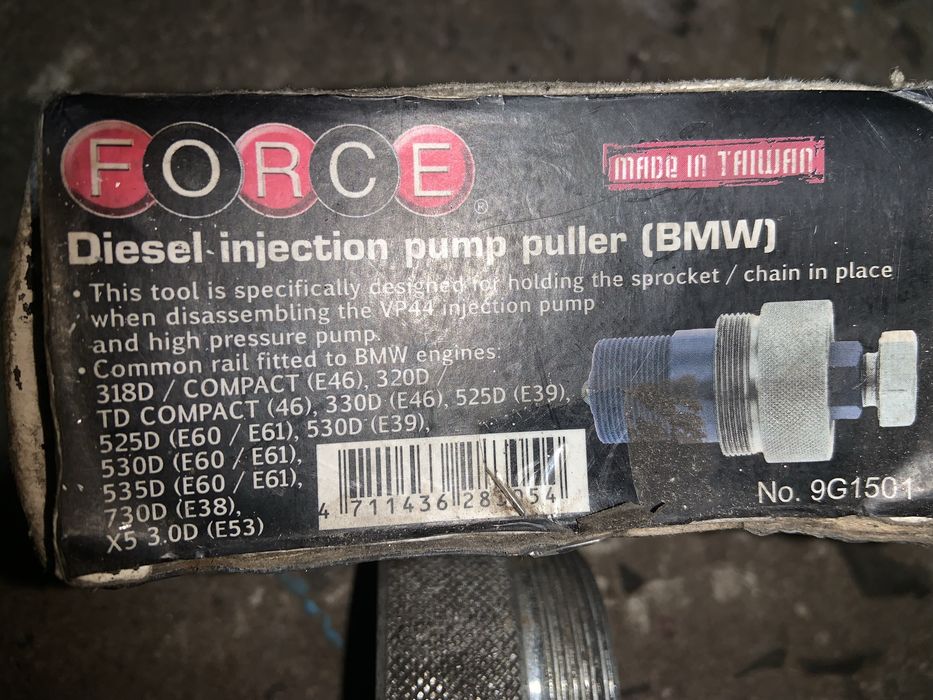 FORCE
®
MADE IN TAIWAN
Diesel injection pump puller (BMW)
• This tool is specifically designed for holding the sprocket / chain in place
when disassembling the VP44 injection pump
and high pressure pump.
• Common rail fitted to BMW engines:
318D / COMPACT (E46), 320D /
TD COMPACT (46), 330D (E46), 525D (E39),
525D (E60 / E61), 530D (E39),
530D (E60 / E61),
535D (E60 / E61),
730D (E38),
X5 3.0D (E53)
4 711436 283054
No. 9G1501